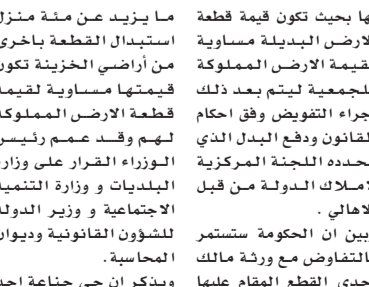 ما يزيد عن مئة منزل
استبدال القطعة باخرى
من أراضي الخزينة تكون
قيمتها مساوية لقيمة
قطعة الارض المملوكة
لهم وقد عمم رئيس
الوزراء القرار على وزارة
البلديات و وزارة التنمية
الاجتماعية و وزير الدولة
للشؤون القانونية وديوان
المحاسبة .
ويذكر ان حي جناعة احد
ها بحيث تكون قيمة قطعة
الارض البديلة مساوية
لقيمة الارض المملوكة
للجمعية ليتم بعد ذلك
اجراء التفويض وفق احكام
القانون ودفع البدل الذي
تحدده اللجنة المركزية
لاملاك الدولة من قبل
الاهالي .
وبين ان الحكومة ستستمر
بالتفاوض مع ورثة مالك
احدى القطع المقام عليها